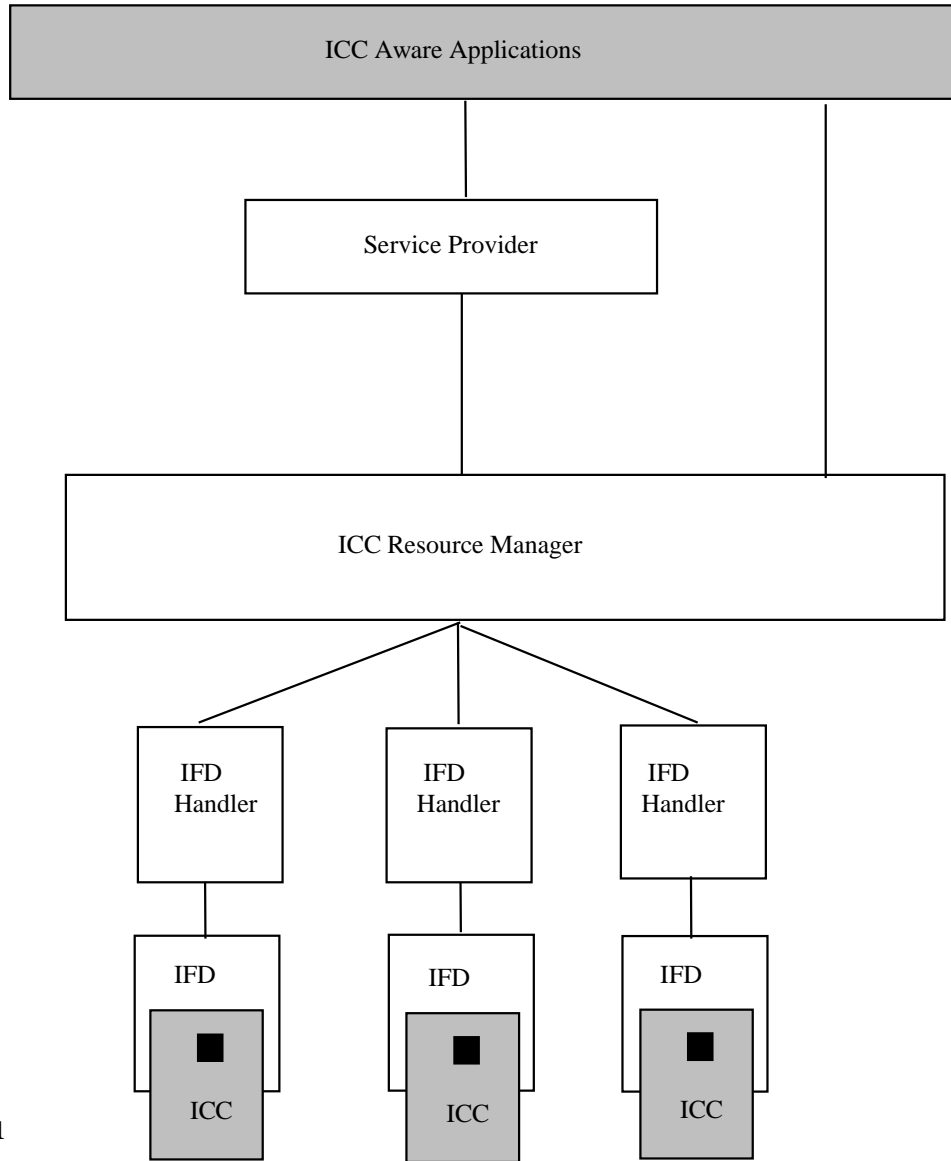 ICC Aware Applications
Service Provider
ICC Resource Manager
IFD
Handler
IFD
Handler
IFD
Handler
IFD
IFD
IFD
ICC
ICC
ICC